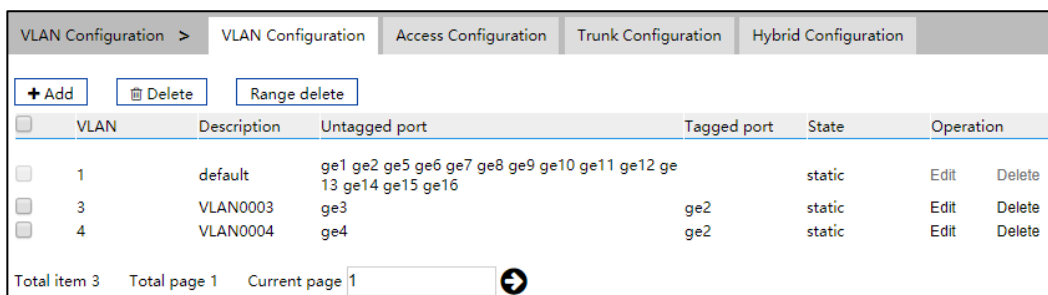 VLAN Configuration > VLAN Configuration Access Configuration Trunk Configuration Hybrid Configuration
+ Add Delete Range delete
VLAN Description Untagged port Tagged port State Operation
1 default ge1 ge2 ge5 ge6 ge7 ge8 ge9 ge10 ge11 ge12 ge static Edit Delete
13 ge14 ge15 ge16
3 VLAN0003 ge3 ge2 static Edit Delete
4 VLAN0004 ge4 ge2 static Edit Delete
Total item 3 Total page 1 Current page 1